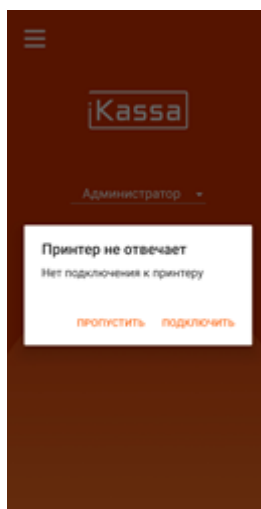 iKassa
Администратор
Принтер не отвечает
Нет подключения к принтеру
ПРОПУСТИТЬ ПОДКЛЮЧИТЬ